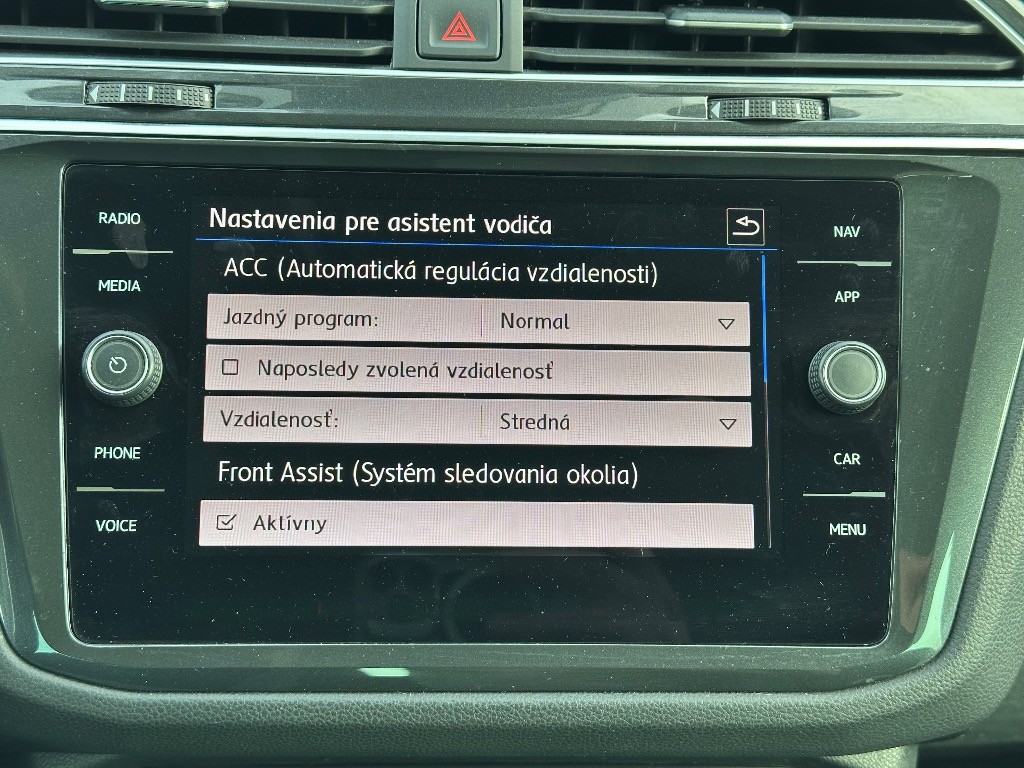 RADIO
MEDIA
PHONE
VOICE
Nastavenia pre asistent vodiča
ACC (Automatická regulácia vzdialenosti)
Jazdný program: Normal
Naposledy zvolená vzdialenosť
Vzdialenosť: Stredná
Front Assist (Systém sledovania okolia)
Aktívny
NAV
APP
CAR
MENU